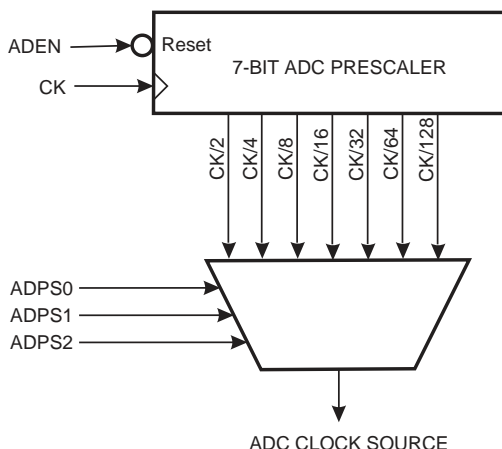 ADEN
Reset
7-BIT ADC PRESCALER
CK
CK/2
CK/4
CK/8
CK/16
CK/32
CK/64
CK/128
ADPS0
ADPS1
ADPS2
ADC CLOCK SOURCE